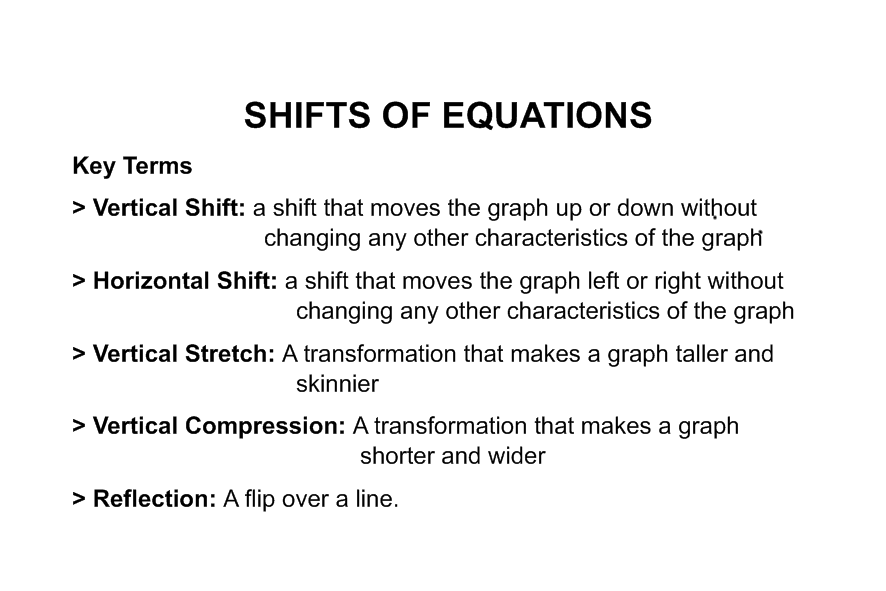 SHIFTS OF EQUATIONS
Key Terms
> Vertical Shift: a shift that moves the graph up or down without
changing any other characteristics of the graph
> Horizontal Shift: a shift that moves the graph left or right without
changing any other characteristics of the graph
> Vertical Stretch: A transformation that makes a graph taller and
skinnier
> Vertical Compression: A transformation that makes a graph
shorter and wider
> Reflection: A flip over a line.